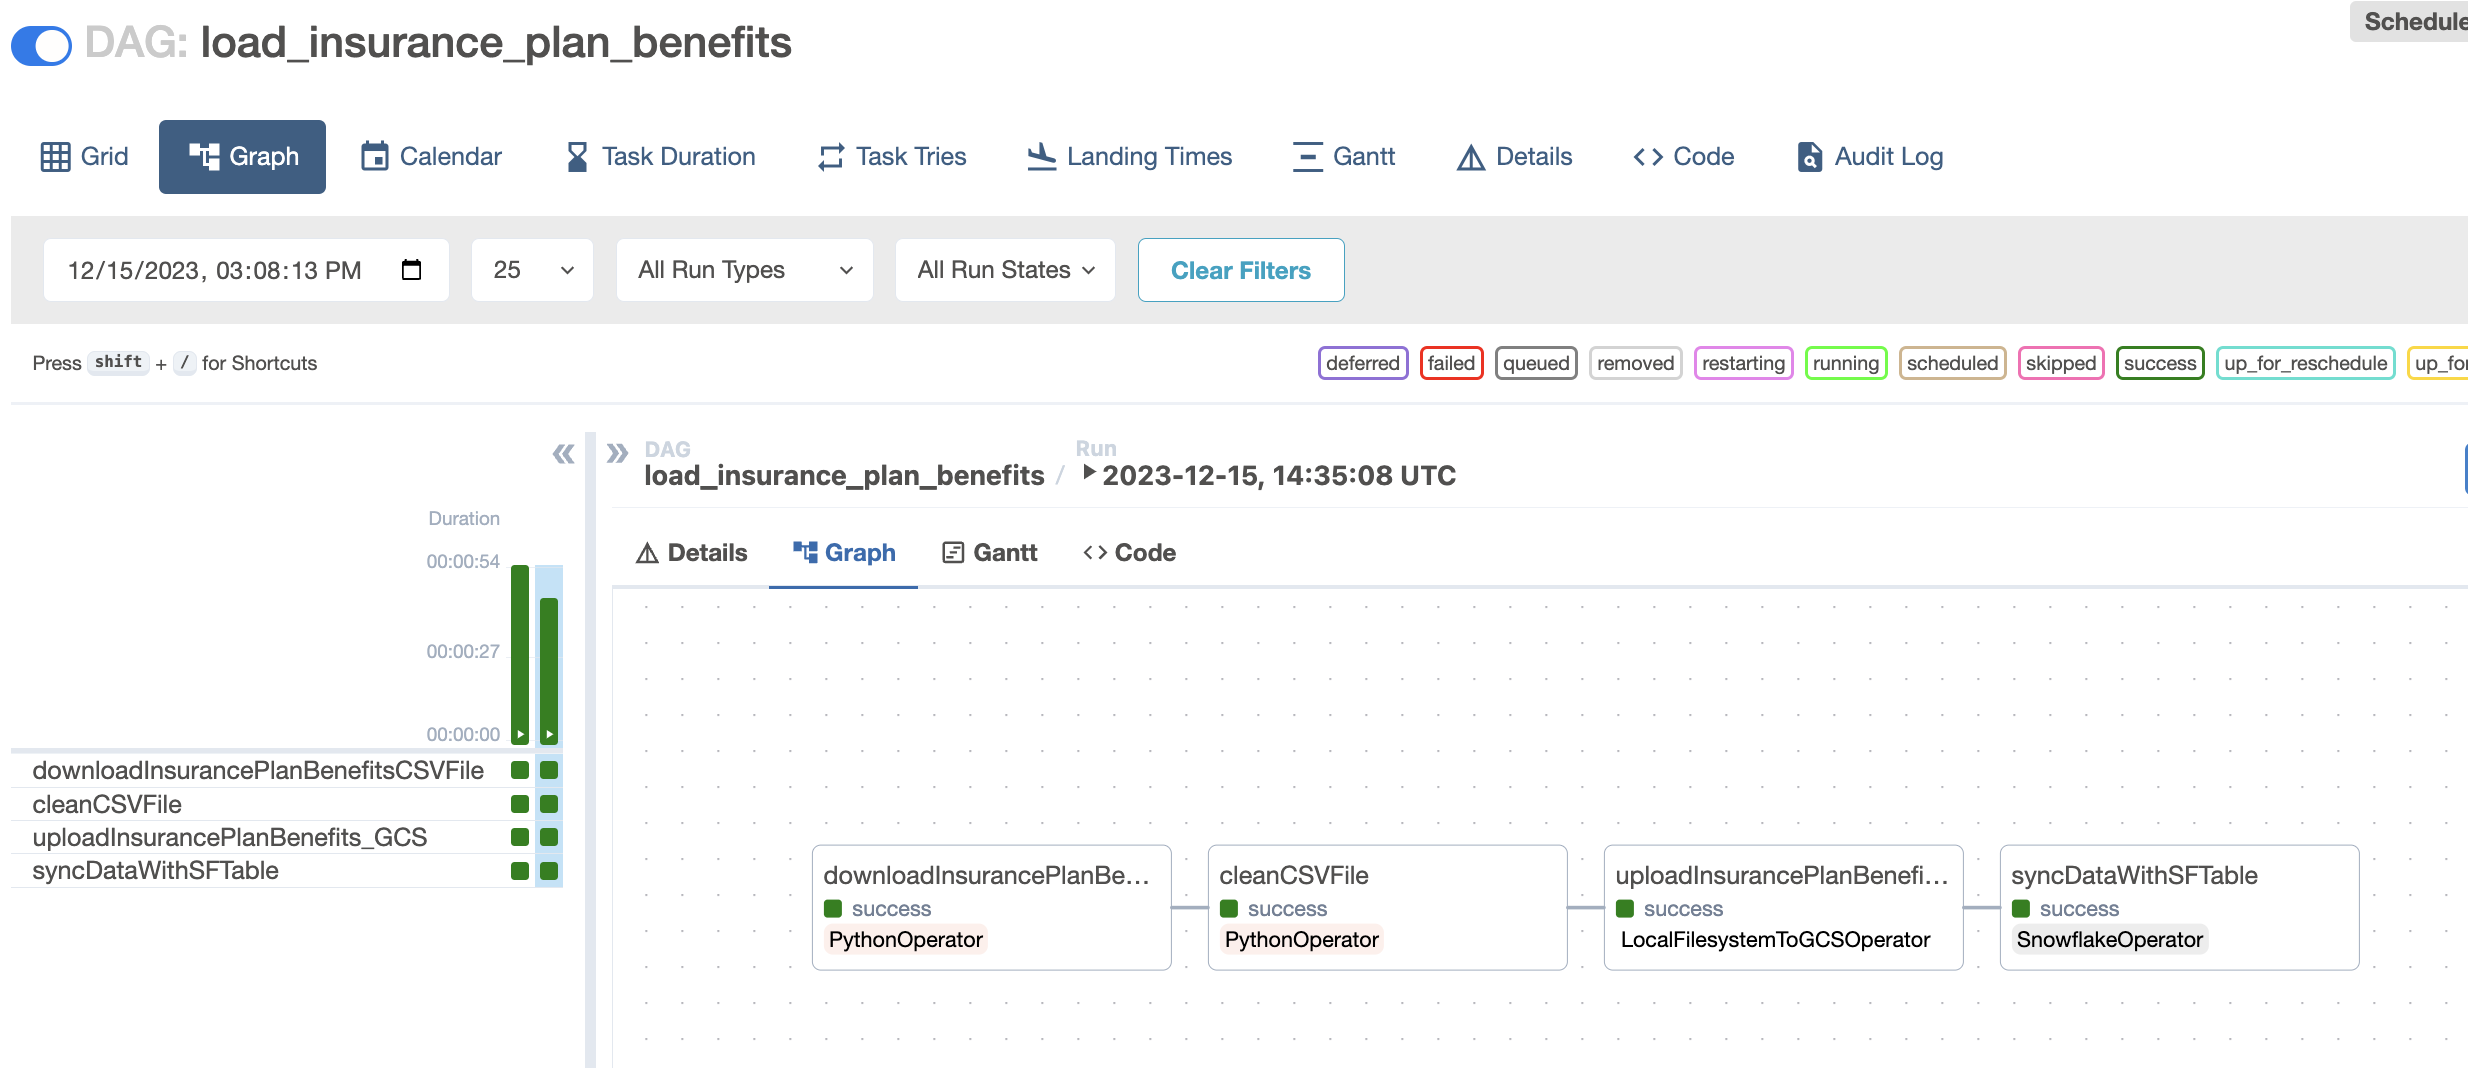 DAG: load_insurance_plan_benefits
Schedule
Grid
Graph
Calendar
Task Duration
Task Tries
Landing Times
Gantt
Details
Code
Audit Log
12/15/2023, 03:08:13 PM
25
All Run Types
All Run States
Clear Filters
Press shift + / for Shortcuts
deferred
failed
queued
removed
restarting
running
scheduled
skipped
success
up_for_reschedule
up_fo
DAG
load_insurance_plan_benefits /
Run
2023-12-15, 14:35:08 UTC
Details
Graph
Gantt
Code
Duration
00:00:54
00:00:27
00:00:00
downloadInsurancePlanBenefitsCSVFile
cleanCSVFile
uploadInsurancePlanBenefits_GCS
syncDataWithSFTable
downloadInsurancePlanBe...
success
PythonOperator
cleanCSVFile
success
PythonOperator
uploadInsurancePlanBenefi...
success
LocalFilesystemToGCSOperator
syncDataWithSFTable
success
SnowflakeOperator